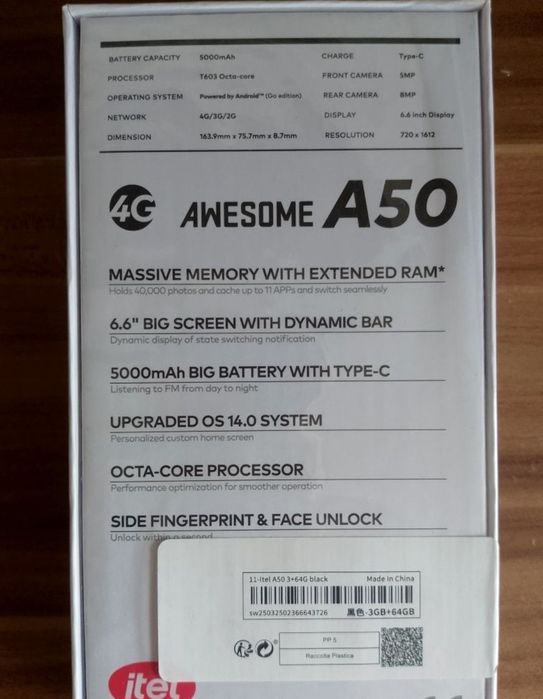 BATTERY CAPACITY 5000mAh CHARGE Type-C
PROCESSOR T603 Octa-core FRONT CAMERA 5MP
OPERATING SYSTEM Powered by Android™ (Go edition) REAR CAMERA 8MP
NETWORK 4G/3G/2G DISPLAY 6.6 inch Display
DIMENSION 163.9mm x 75.7mm x 8.7mm RESOLUTION 720 x 1612
4G AWESOME A50
MASSIVE MEMORY WITH EXTENDED RAM*
Holds 40,000 photos and cache up to 11 APPs and switch seamlessly
6.6" BIG SCREEN WITH DYNAMIC BAR
Dynamic display of state switching notification
5000mAh BIG BATTERY WITH TYPE-C
Listening to FM from day to night
UPGRADED OS 14.0 SYSTEM
Personalized custom home screen
OCTA-CORE PROCESSOR
Performance optimization for smoother operation
SIDE FINGERPRINT & FACE UNLOCK
Unlock within a second
11-Itel A50 3+64G black Made in China
sw25032502366643726 黑色-3GB+64GB
PP 5
Raccolta Plastica
itel